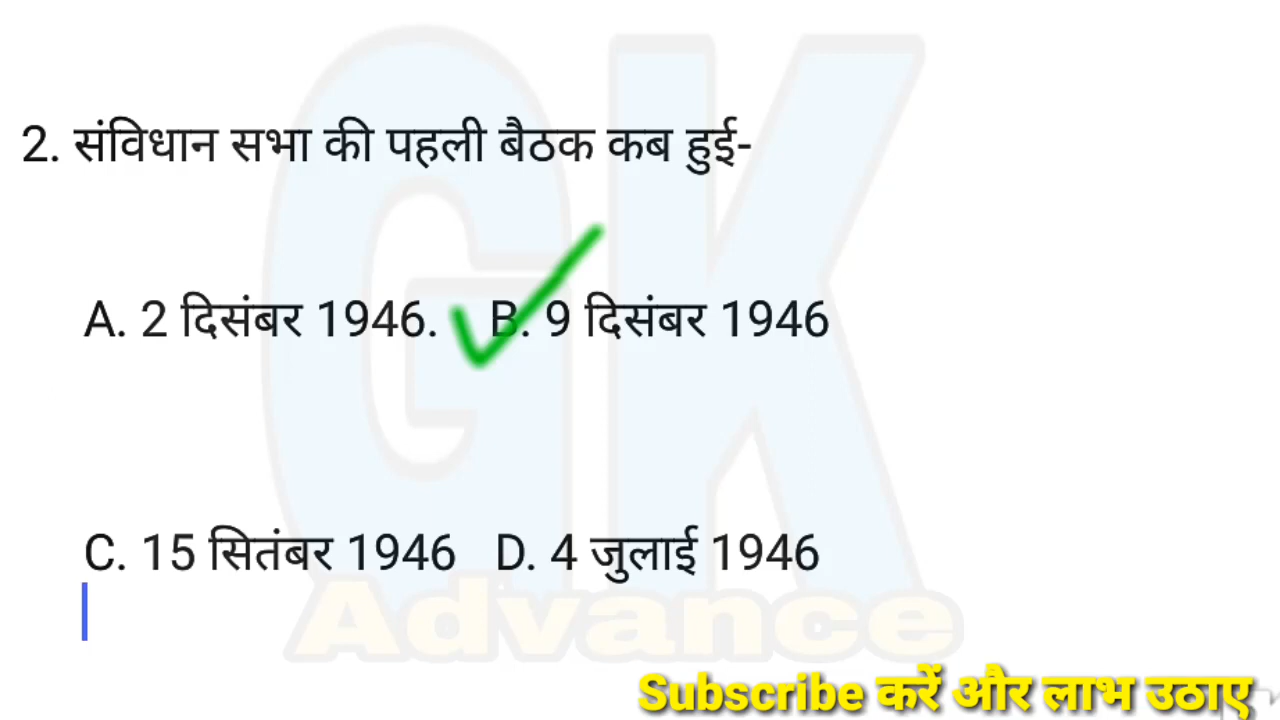 GK
2. संविधान सभा की पहली बैठक कब हुई-
A. 2 दिसंबर 1946. B. 9 दिसंबर 1946
C. 15 सितंबर 1946 D. 4 जुलाई 1946
Advance
Subscribe करें और लाभ उठाए